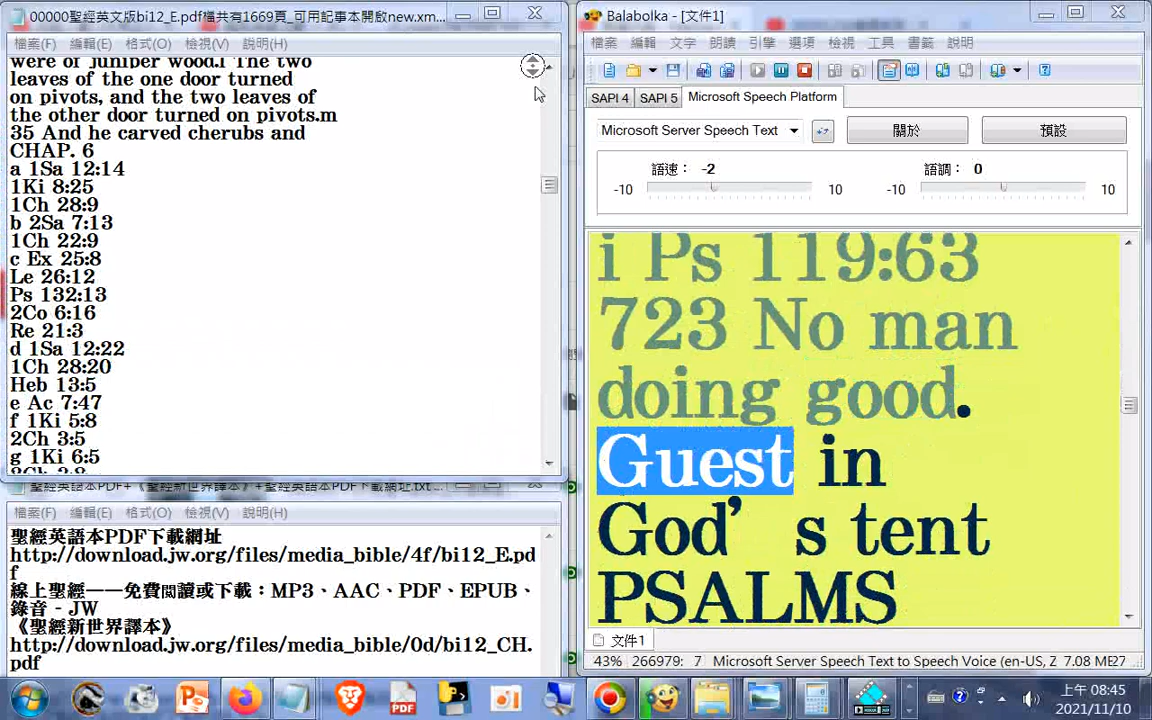 00000聖經英文版bi12_E.pdf檔共有1669頁_可用記事本開啟new.xm...
檔案(F) 編輯(E) 格式(O) 檢視(V) 說明(H)
were of juniper wood.l The two
leaves of the one door turned
on pivots, and the two leaves of
the other door turned on pivots.m
35 And he carved cherubs and
CHAP. 6
a 1Sa 12:14
1Ki 8:25
1Ch 28:9
b 2Sa 7:13
1Ch 22:9
c Ex 25:8
Le 26:12
Ps 132:13
2Co 6:16
Re 21:3
d 1Sa 12:22
1Ch 28:20
Heb 13:5
e Ac 7:47
f 1Ki 5:8
2Ch 3:5
g 1Ki 6:5
聖經英語本PDF+《聖經新世界譯本》+聖經英語本PDF下載網址.txt ...
檔案(F) 編輯(E) 格式(O) 檢視(V) 說明(H)
聖經英語本PDF下載網址
http://download.jw.org/files/media_bible/4f/bi12_E.pd
f
線上聖經——免費閱讀或下載：MP3、AAC、PDF、EPUB、
錄音 - JW
《聖經新世界譯本》
http://download.jw.org/files/media_bible/0d/bi12_CH.
pdf
Balabolka - [文件1]
檔案 編輯 文字 朗讀 引擎 選項 檢視 工具 書籤 說明
SAPI 4 SAPI 5 Microsoft Speech Platform
Microsoft Server Speech Text 關於 預設
語速： -2 語調： 0
-10 10 -10 10
i Ps 119:63
723 No man
doing good.
Guest in
God’s tent
PSALMS
文件1
43% 266979: 7 Microsoft Server Speech Text to Speech Voice (en-US, Z 7.08 ME27
上午 08:45
2021/11/10